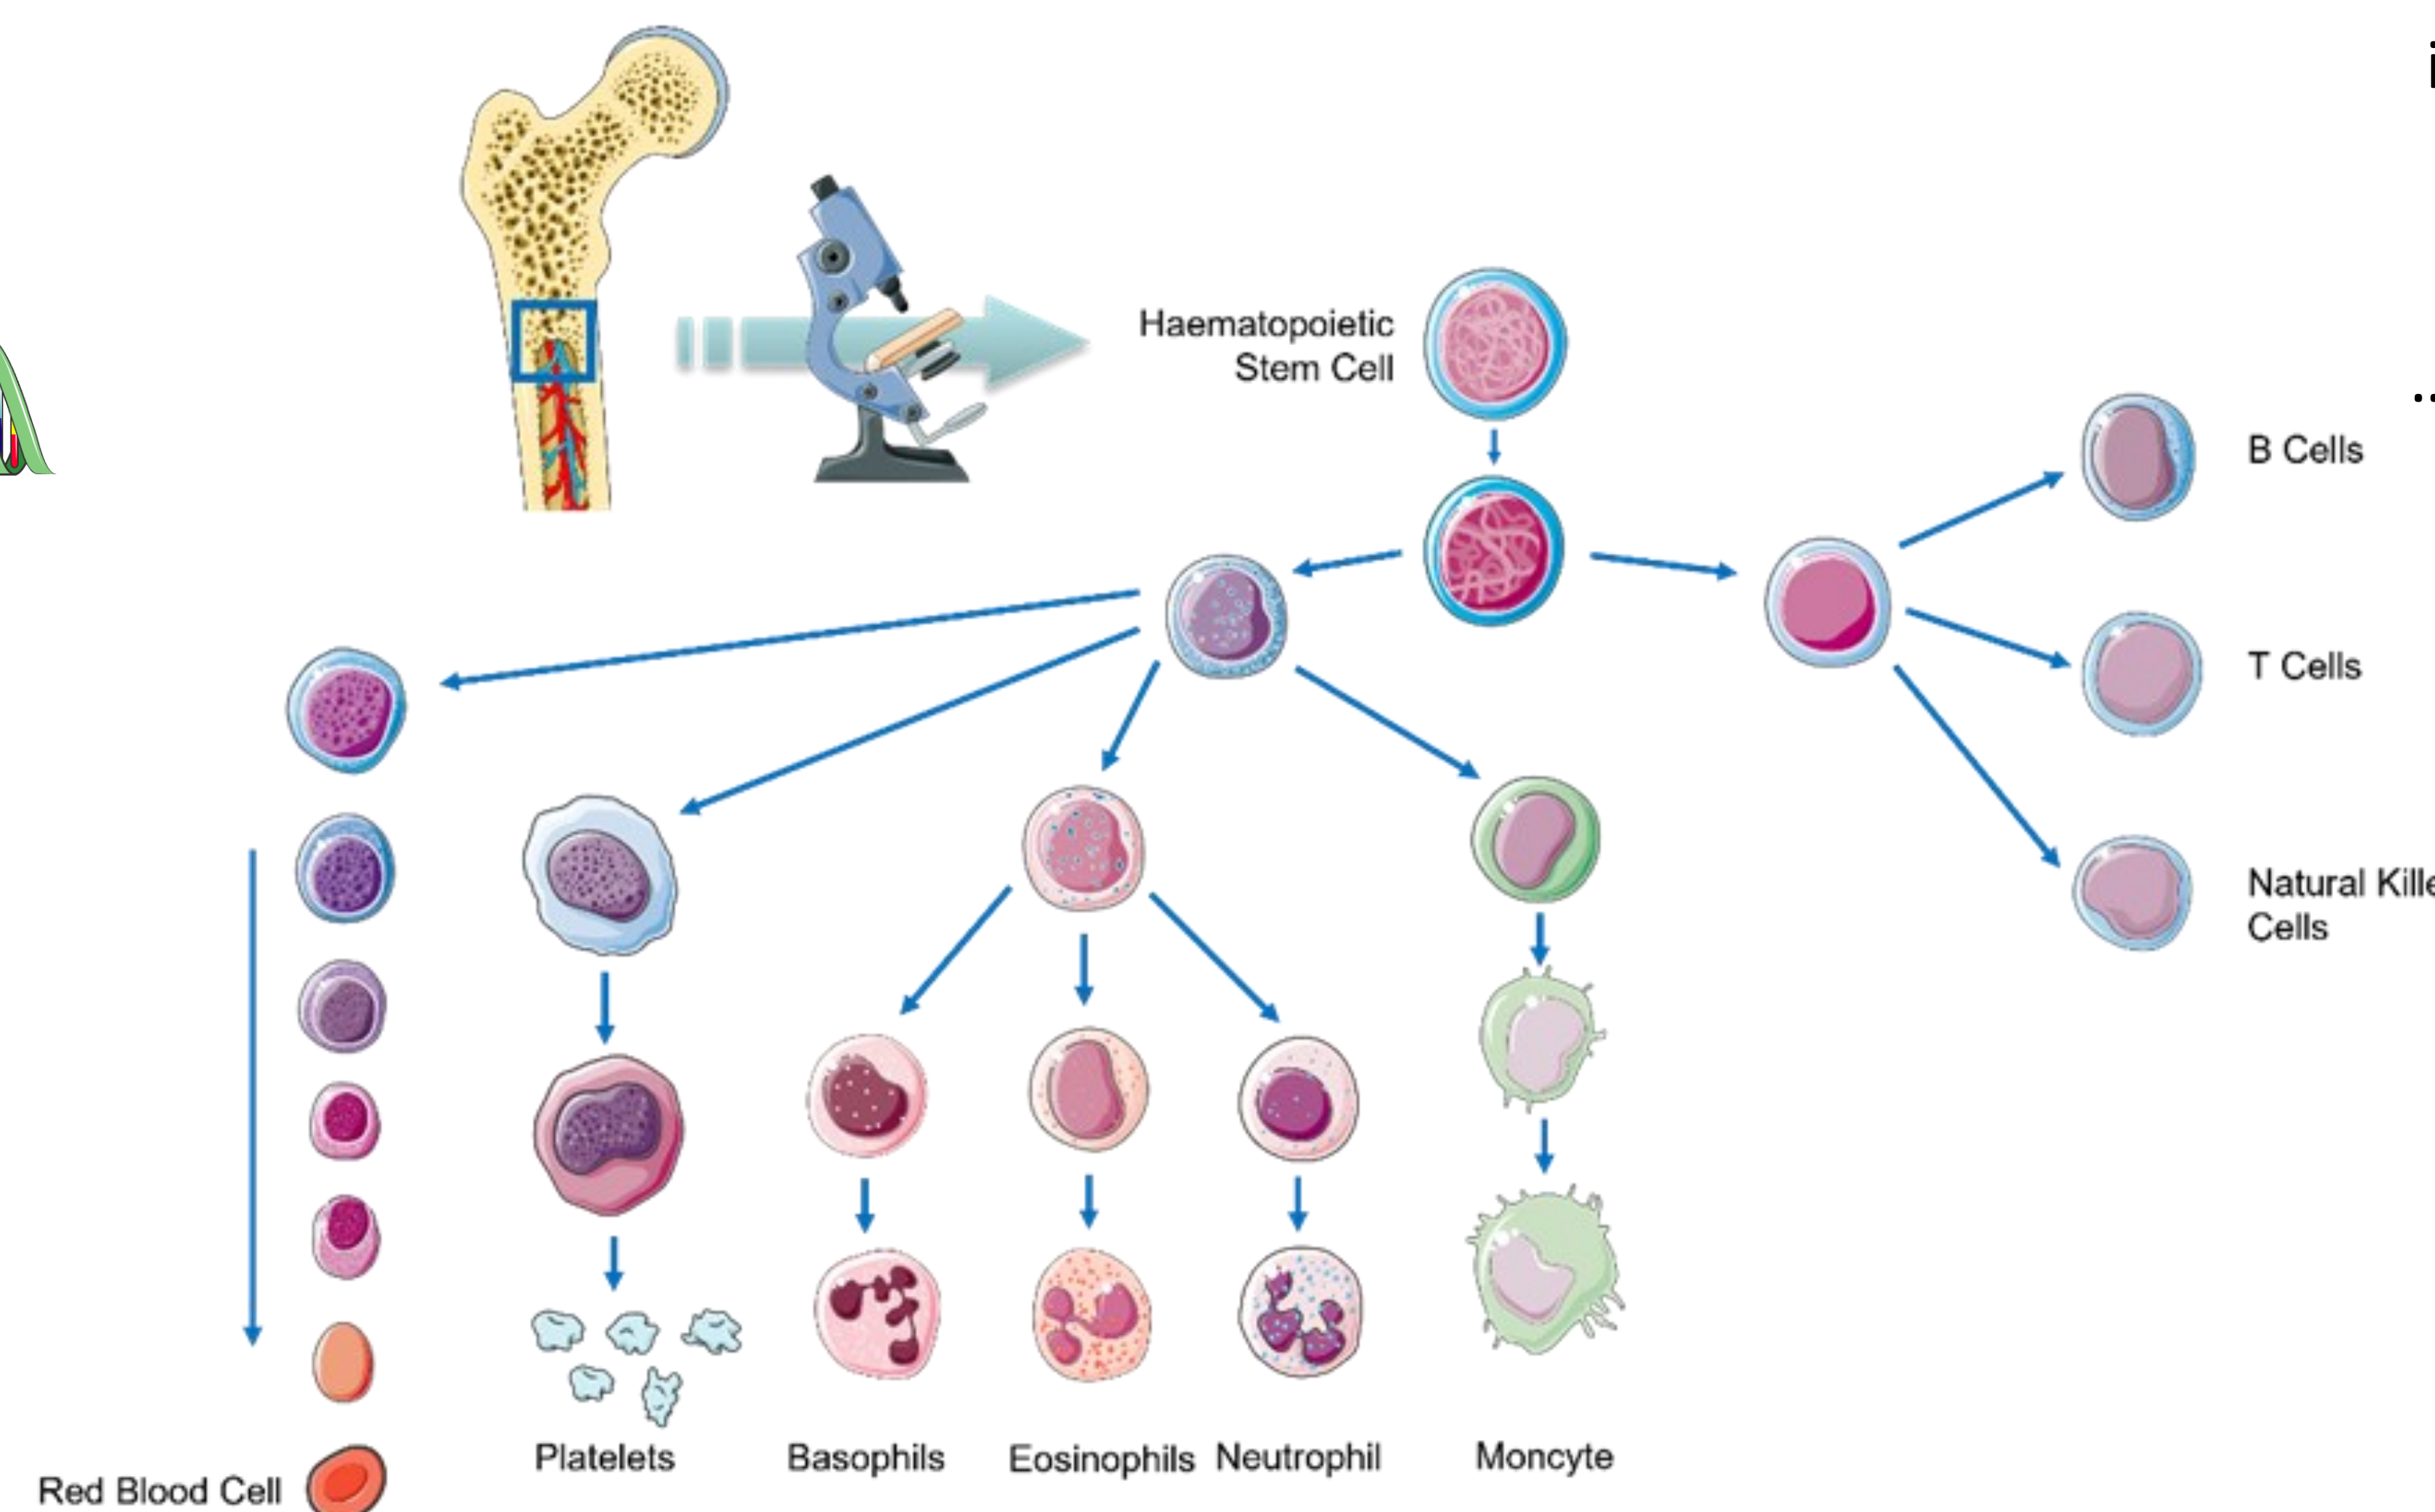 Haematopoietic
Stem Cell
B Cells
T Cells
Natural Kille
Cells
Platelets
Basophils
Eosinophils
Neutrophil
Moncyte
Red Blood Cell